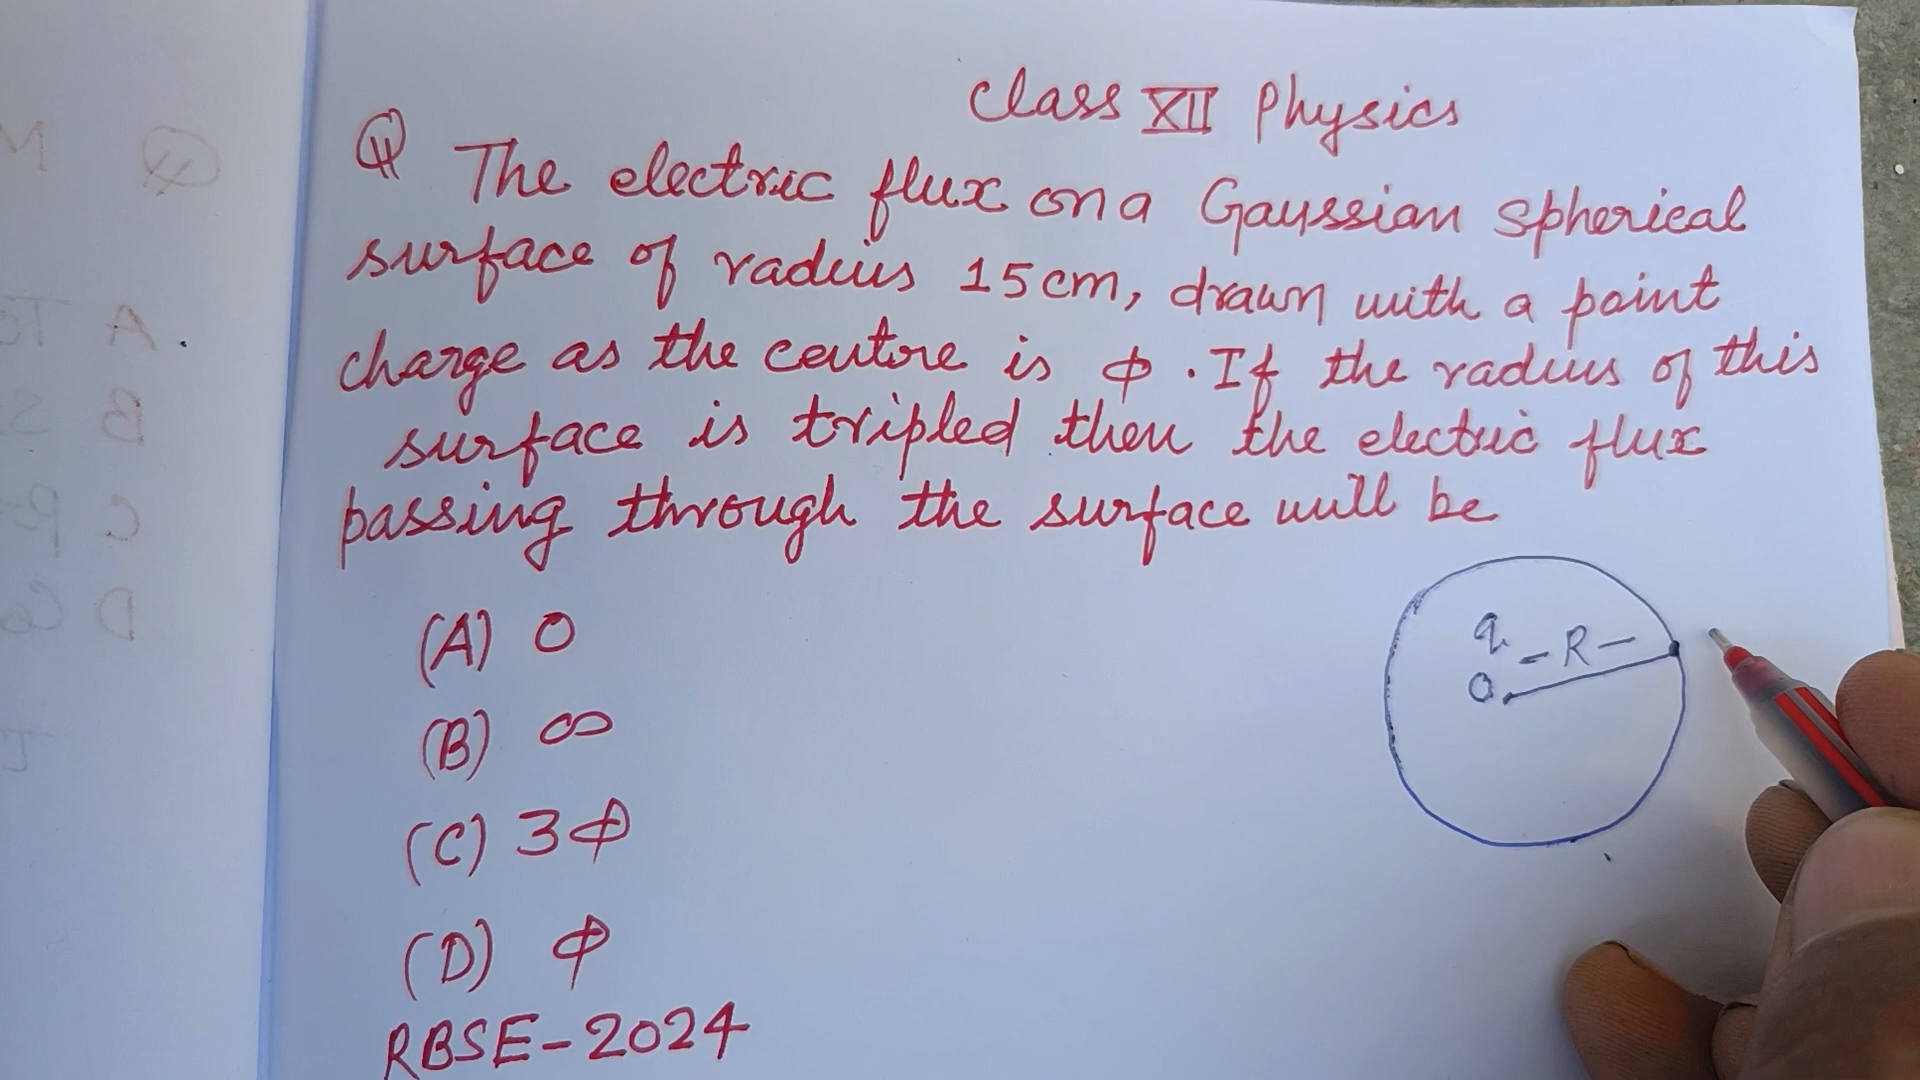 Class XII Physics
Q The electric flux on a Gaussian Spherical
surface of radius 15cm, drawn with a point
charge as the centre is ϕ. If the radius of this
surface is tripled then the electric flux
passing through the surface will be
(A) 0
(B) ∞
(C) 3ϕ
(D) ϕ
RBSE-2024
q
R
O